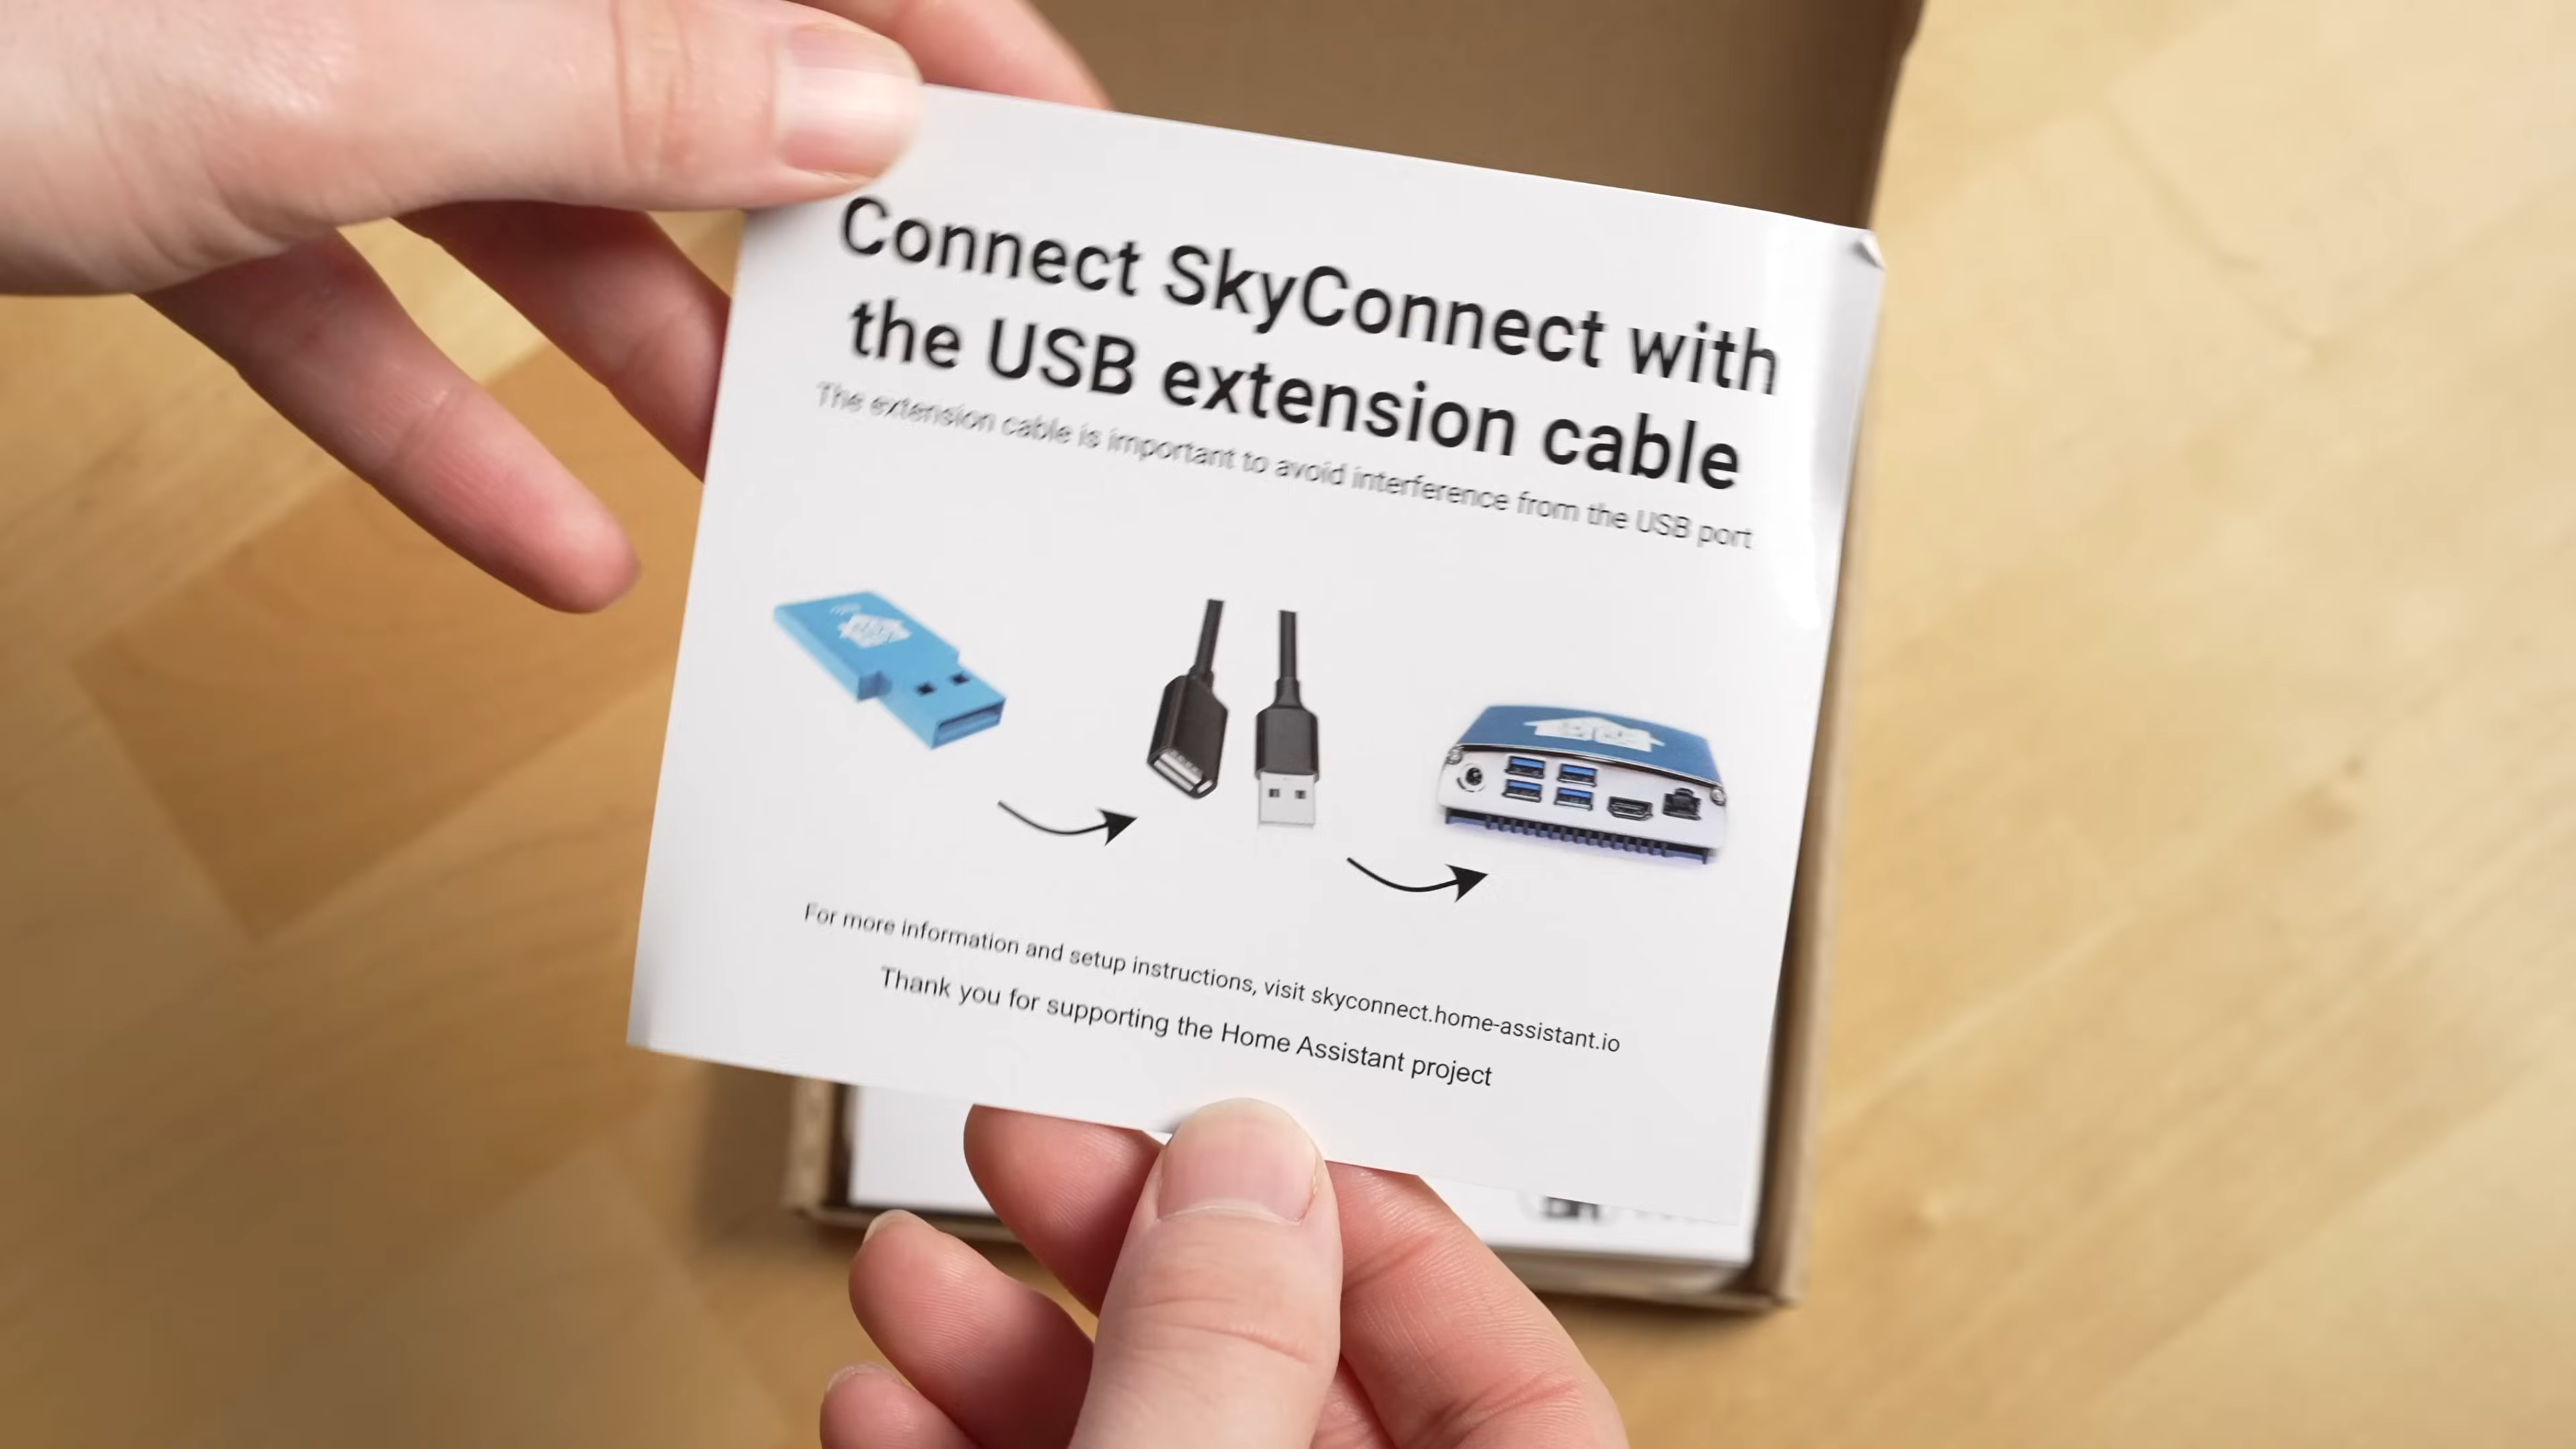 Connect SkyConnect with
the USB extension cable
The extension cable is important to avoid interference from the USB port
For more information and setup instructions, visit skyconnect.home-assistant.io
Thank you for supporting the Home Assistant project